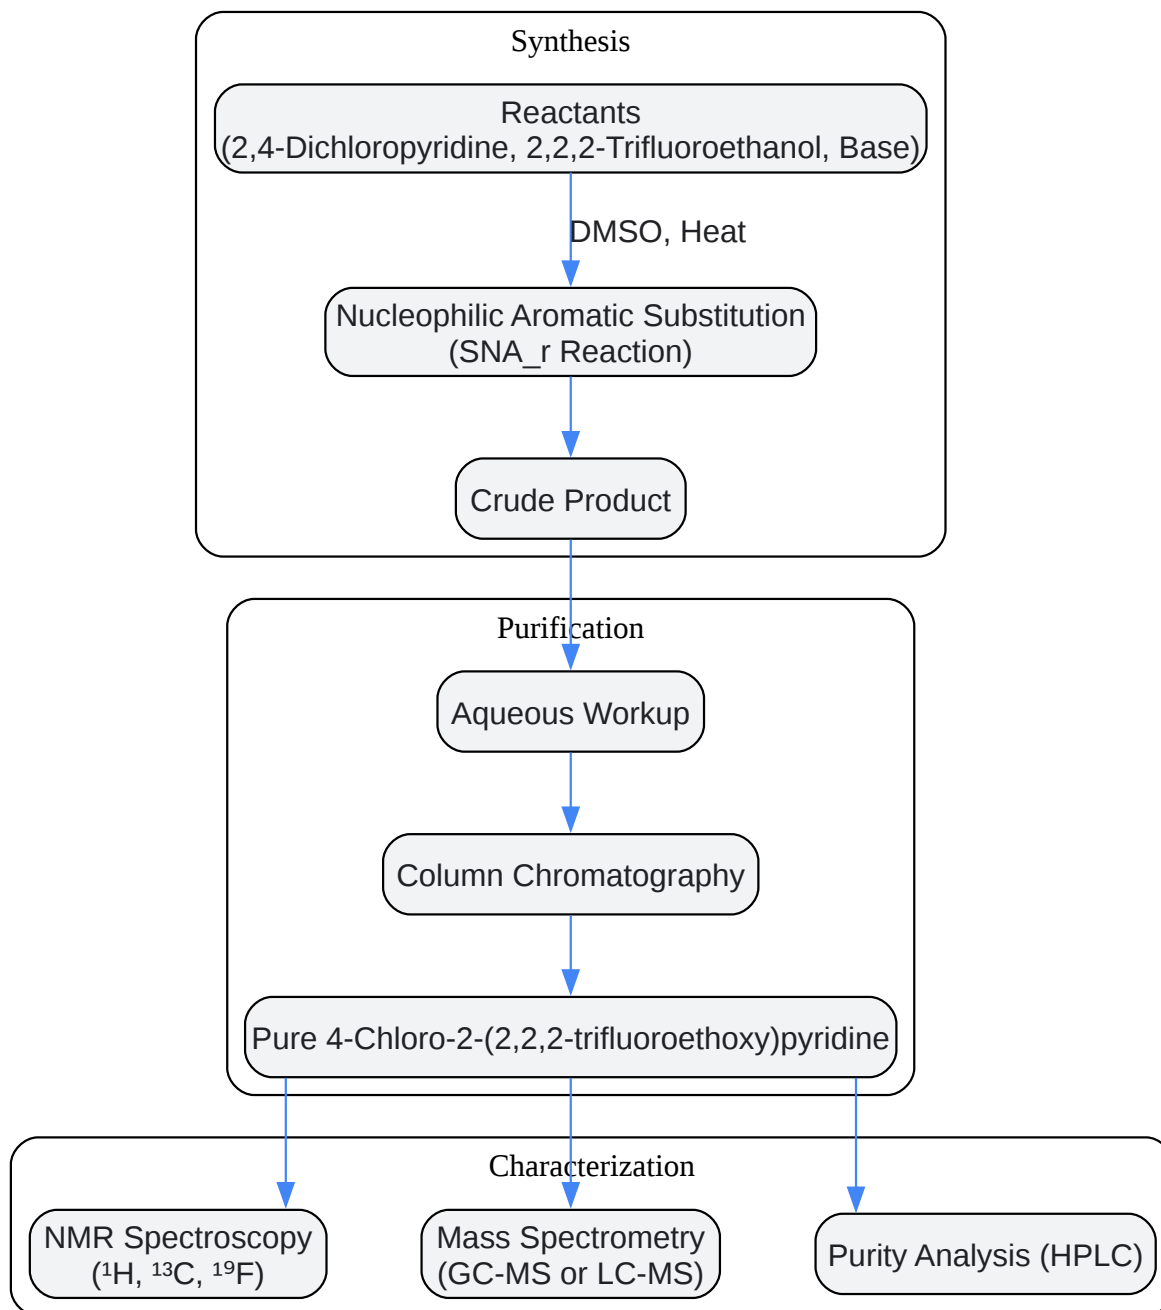 Synthesis
Reactants
(2,4-Dichloropyridine, 2,2,2-Trifluoroethanol, Base)
DMSO, Heat
Nucleophilic Aromatic Substitution
(SNA_r Reaction)
Crude Product
Purification
Aqueous Workup
Column Chromatography
Pure 4-Chloro-2-(2,2,2-trifluoroethoxy)pyridine
Characterization
NMR Spectroscopy
(¹H, ¹³C, ¹⁹F)
Mass Spectrometry
(GC-MS or LC-MS)
Purity Analysis (HPLC)